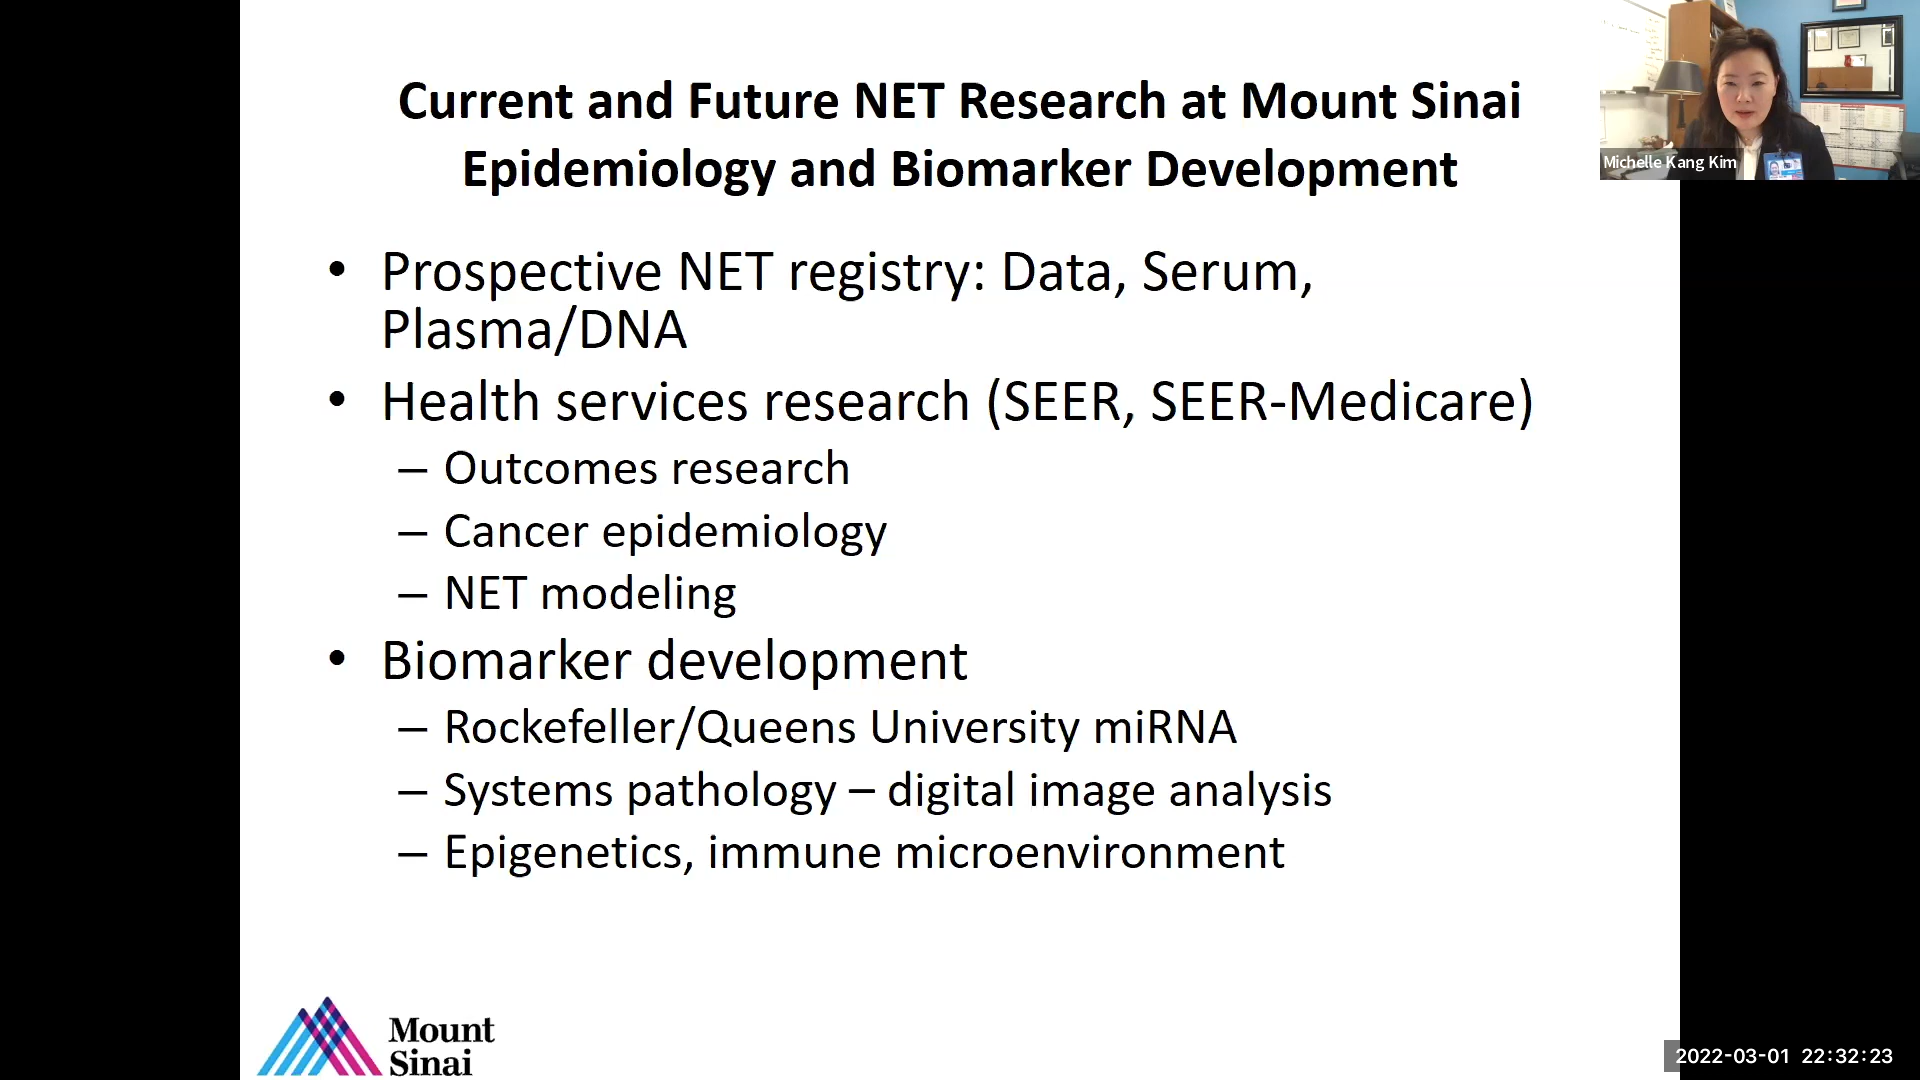 Current and Future NET Research at Mount Sinai
Epidemiology and Biomarker Development
Michelle Kang Kim
• Prospective NET registry: Data, Serum,
Plasma/DNA
• Health services research (SEER, SEER-Medicare)
– Outcomes research
– Cancer epidemiology
– NET modeling
• Biomarker development
– Rockefeller/Queens University miRNA
– Systems pathology – digital image analysis
– Epigenetics, immune microenvironment
Mount
Sinai
2022-03-01 22:32:23